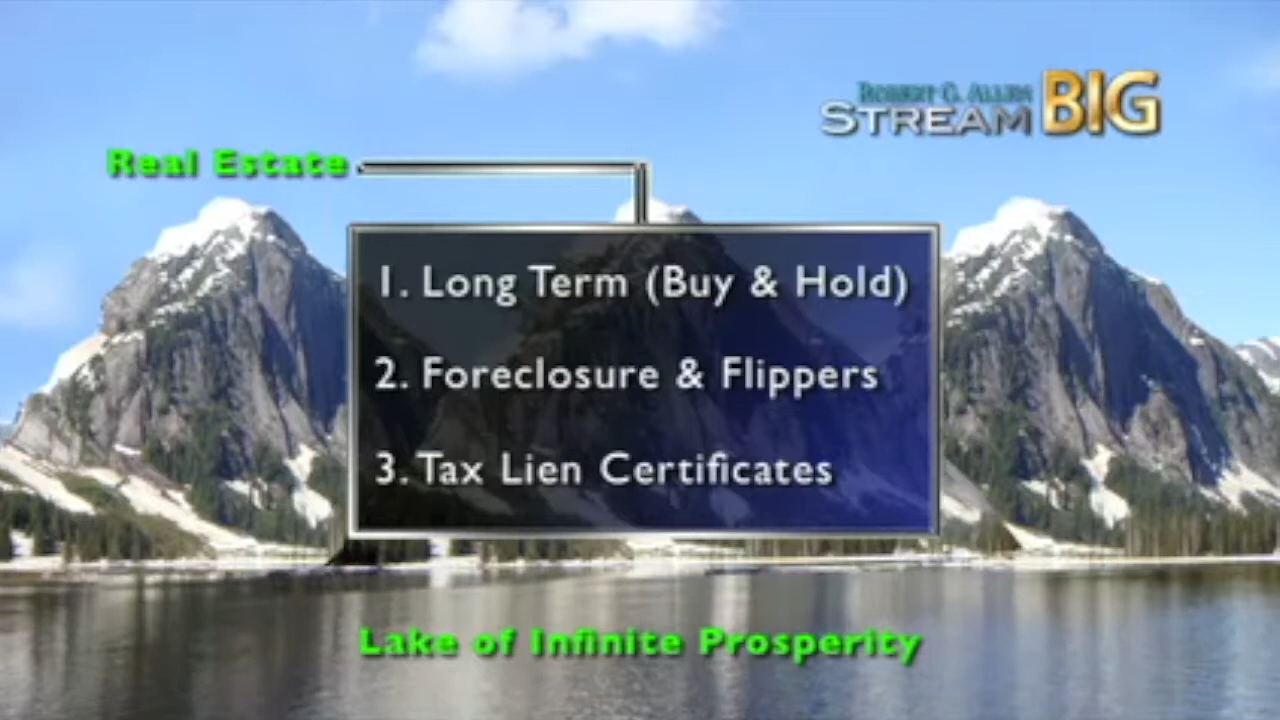 ROBERT G. ALLEN
STREAM BIG
Real Estate
1. Long Term (Buy & Hold)
2. Foreclosure & Flippers
3. Tax Lien Certificates
Lake of Infinite Prosperity